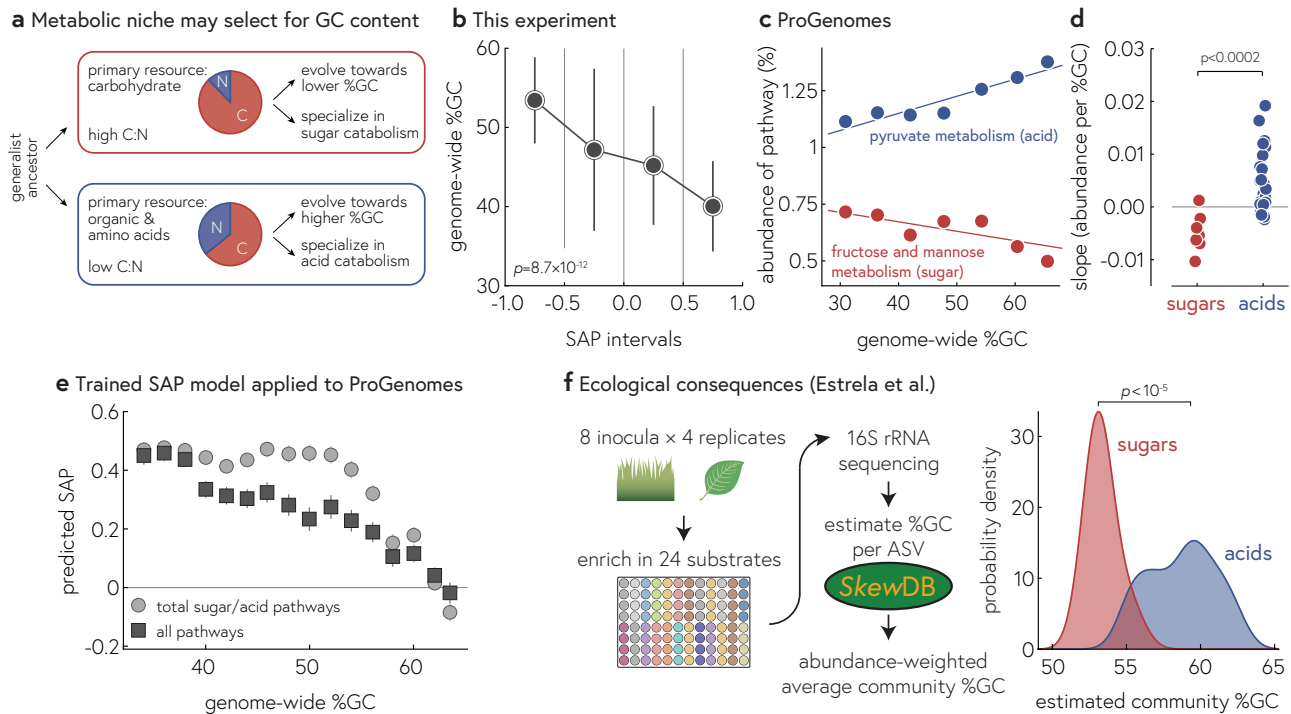 a Metabolic niche may select for GC content
generalist
ancestor
primary resource:
carbohydrate
high C:N
N
C
evolve towards
lower %GC
specialize in
sugar catabolism
primary resource:
organic &
amino acids
low C:N
N
C
evolve towards
higher %GC
specialize in
acid catabolism
b This experiment
genome-wide %GC
60
50
40
30
p=8.7×10-12
-1.0
-0.5
0.0
0.5
1.0
SAP intervals
c ProGenomes
abundance of pathway (%)
1.25
1
0.75
0.5
pyruvate metabolism (acid)
fructose and mannose
metabolism (sugar)
30
40
50
60
genome-wide %GC
d
slope (abundance per %GC)
0.03
0.02
0.01
0.00
-0.01
p<0.0002
sugars
acids
e Trained SAP model applied to ProGenomes
predicted SAP
0.6
0.4
0.2
0
-0.2
total sugar/acid pathways
all pathways
40
50
60
genome-wide %GC
f Ecological consequences (Estrela et al.)
8 inocula × 4 replicates
enrich in 24 substrates
16S rRNA
sequencing
estimate %GC
per ASV
SkewDB
abundance-weighted
average community %GC
probability density
30
20
10
0
p<10-5
sugars
acids
50
55
60
65
estimated community %GC